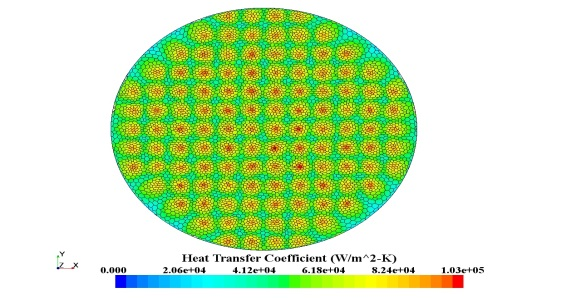 Y
Z X
Heat Transfer Coefficient (W/m^2-K)
0.000 2.06e+04 4.12e+04 6.18e+04 8.24e+04 1.03e+05